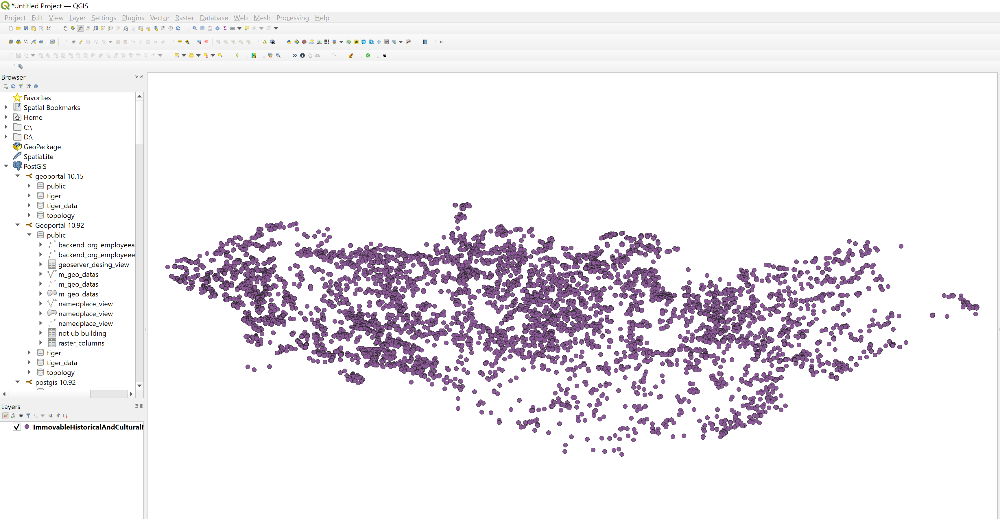 *Untitled Project — QGIS
Project Edit View Layer Settings Plugins Vector Raster Database Web Mesh Processing Help
Browser
Favorites
Spatial Bookmarks
Home
C:\
D:\
GeoPackage
SpatiaLite
PostGIS
geoportal 10.15
public
tiger
tiger_data
topology
Geoportal 10.92
public
backend_org_employeea
backend_org_employeee
geoserver_desing_view
m_geo_datas
m_geo_datas
m_geo_datas
namedplace_view
namedplace_view
namedplace_view
not ub building
raster_columns
tiger
tiger_data
topology
postgis 10.92
Layers
ImmovableHistoricalAndCultural